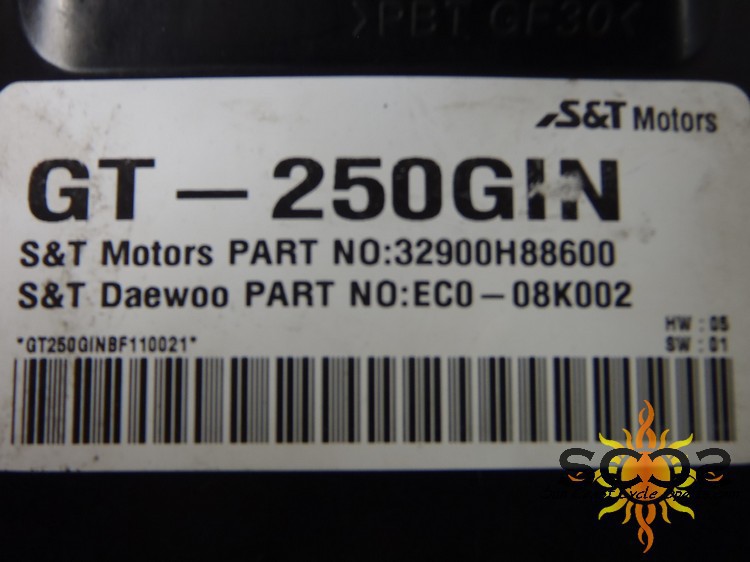 >PBT GF30<
S&T Motors
GT-250GIN
S&T Motors PART NO:32900H88600
S&T Daewoo PART NO:EC0-08K002
HW : 05
*GT250GINBF110021*
SW : 01